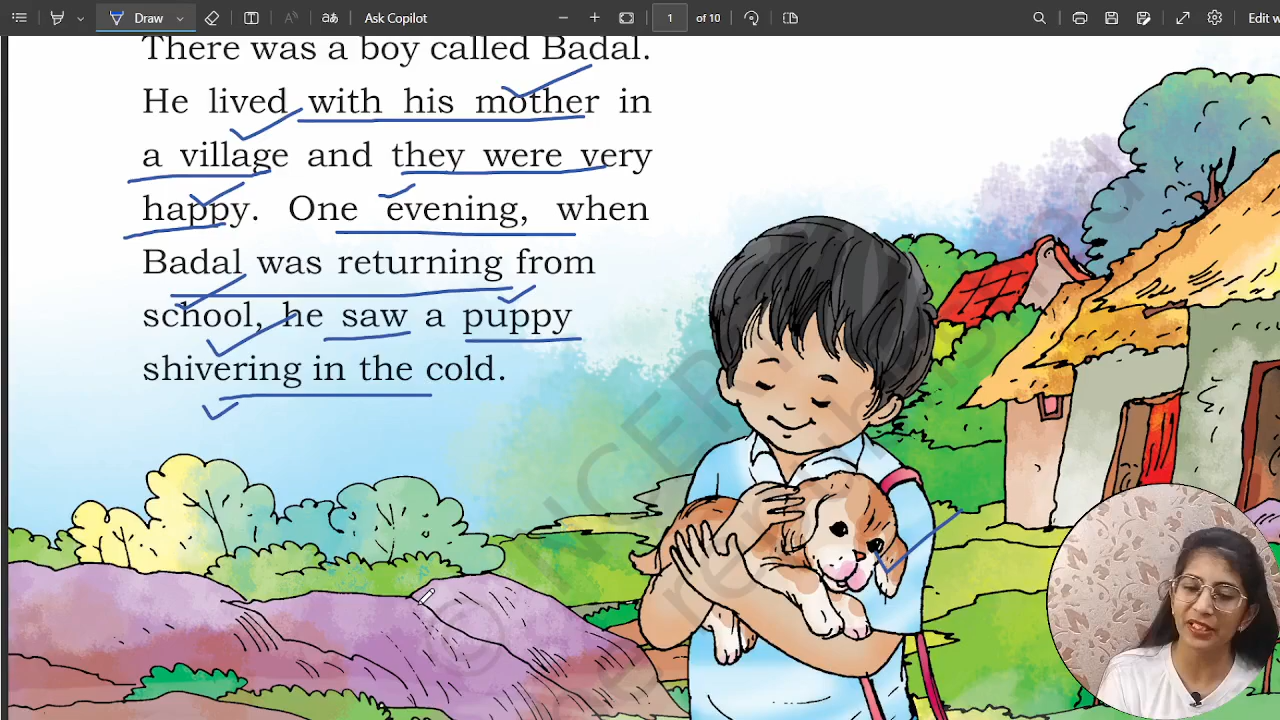 Draw
Ask Copilot
1 of 10
Edit
There was a boy called Badal.
He lived with his mother in
a village and they were very
happy. One evening, when
Badal was returning from
school, he saw a puppy
shivering in the cold.